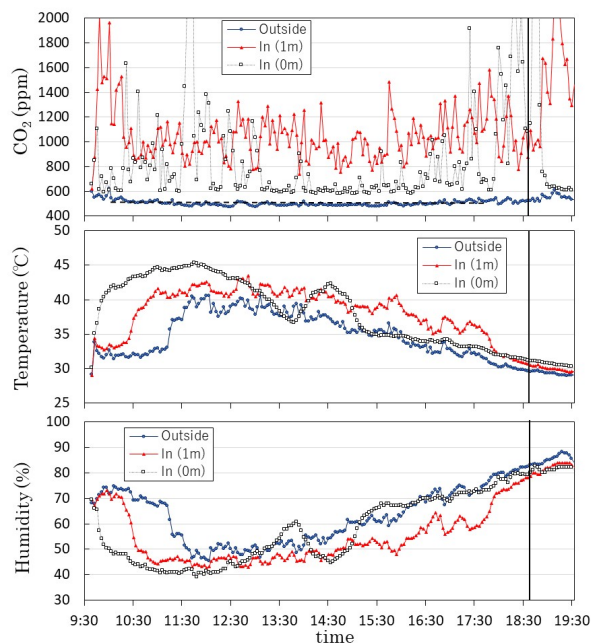 2000
1800
1600
1400
1200
1000
800
600
400
CO2 (ppm)
Outside
In (1m)
In (0m)
50
45
40
35
30
25
Temperature (℃)
Outside
In (1m)
In (0m)
100
90
80
70
60
50
40
30
Humidity (%)
Outside
In (1m)
In (0m)
9:30 10:30 11:30 12:30 13:30 14:30 15:30 16:30 17:30 18:30 19:30
time